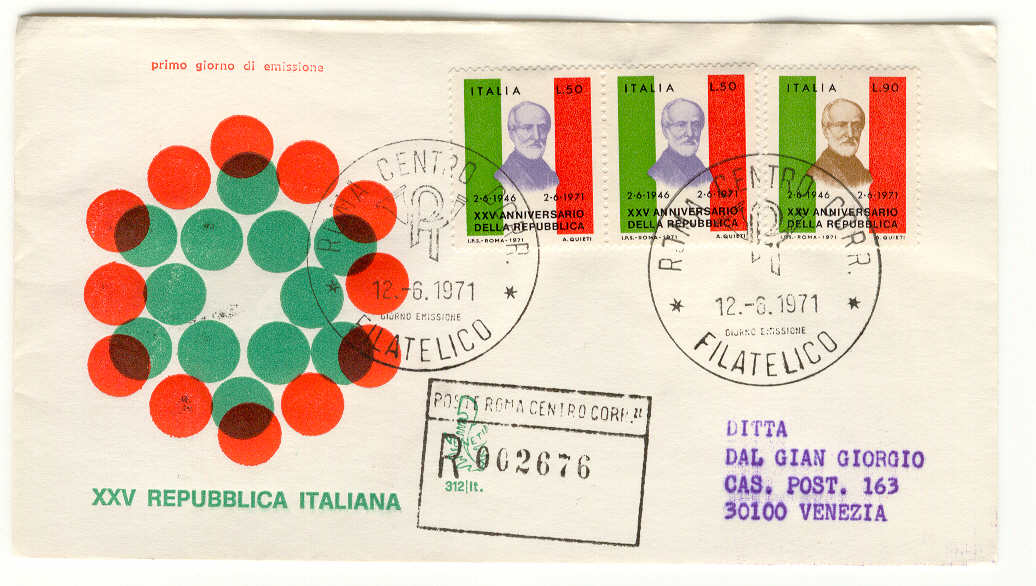 primo giorno di emissione
ITALIA L.50
2·6·1946 2·6·1971
XXV ANNIVERSARIO
DELLA REPUBBLICA
I.P.S.-ROMA-1971 A.QUIETI
ITALIA L.50
2·6·1946 2·6·1971
XXV ANNIVERSARIO
DELLA REPUBBLICA
I.P.S.-ROMA-1971 A.QUIETI
ITALIA L.90
2·6·1946 2·6·1971
XXV ANNIVERSARIO
DELLA REPUBBLICA
I.P.S.-ROMA-1971 A.QUIETI
ROMA CENTRO CORR.
* 12.-6.1971 *
GIORNO EMISSIONE
FILATELICO
ROMA CENTRO CORR.
* 12.-6.1971 *
GIORNO EMISSIONE
FILATELICO
XXV REPUBBLICA ITALIANA
POSTE ROMA CENTRO CORR.
R 002676
312/It.
DITTA
DAL GIAN GIORGIO
CAS. POST. 163
30100 VENEZIA